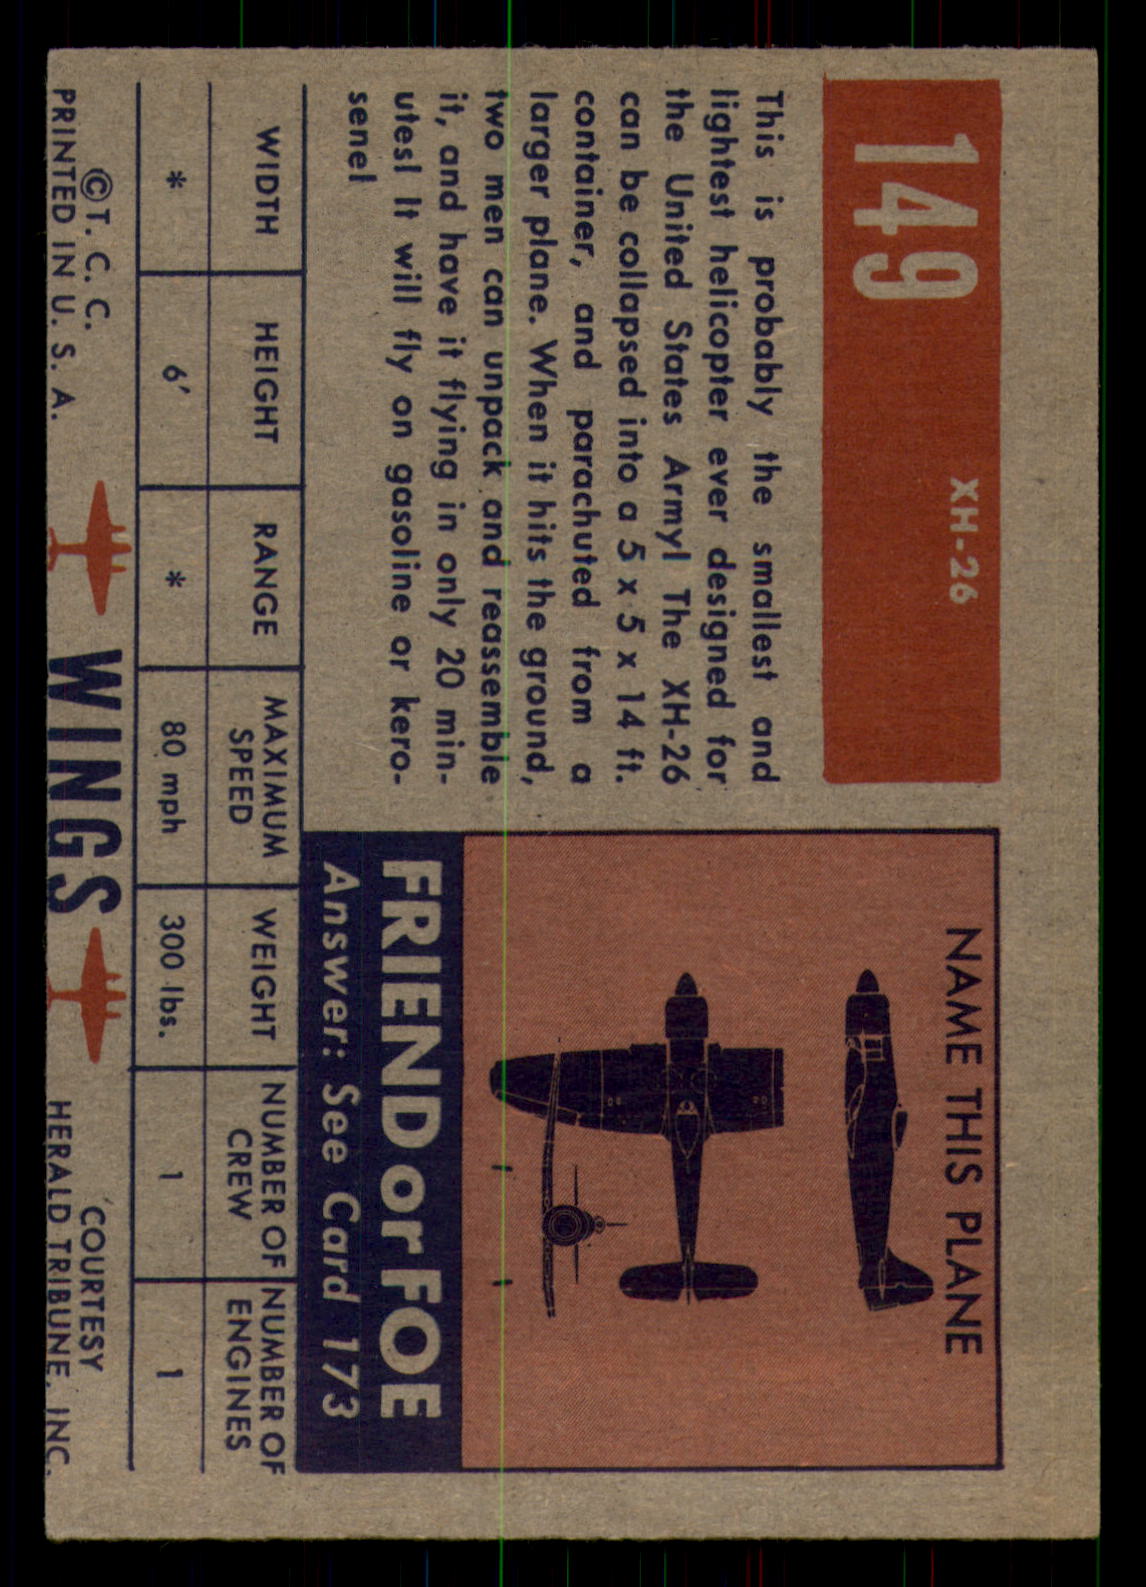 149
XH-26
This is probably the smallest and
lightest helicopter ever designed for
the United States Army! The XH-26
can be collapsed into a 5 x 5 x 14 ft.
container, and parachuted from a
larger plane. When it hits the ground,
two men can unpack and reassemble
it, and have it flying in only 20 min-
utes! It will fly on gasoline or kero-
sene!
NAME THIS PLANE
FRIEND or FOE
Answer: See Card 173
WIDTH HEIGHT RANGE MAXIMUM SPEED WEIGHT NUMBER OF CREW NUMBER OF ENGINES
* 6' * 80 mph 300 lbs. 1 1
© T. C. C.
PRINTED IN U. S. A.
WINGS
COURTESY
HERALD TRIBUNE, INC.